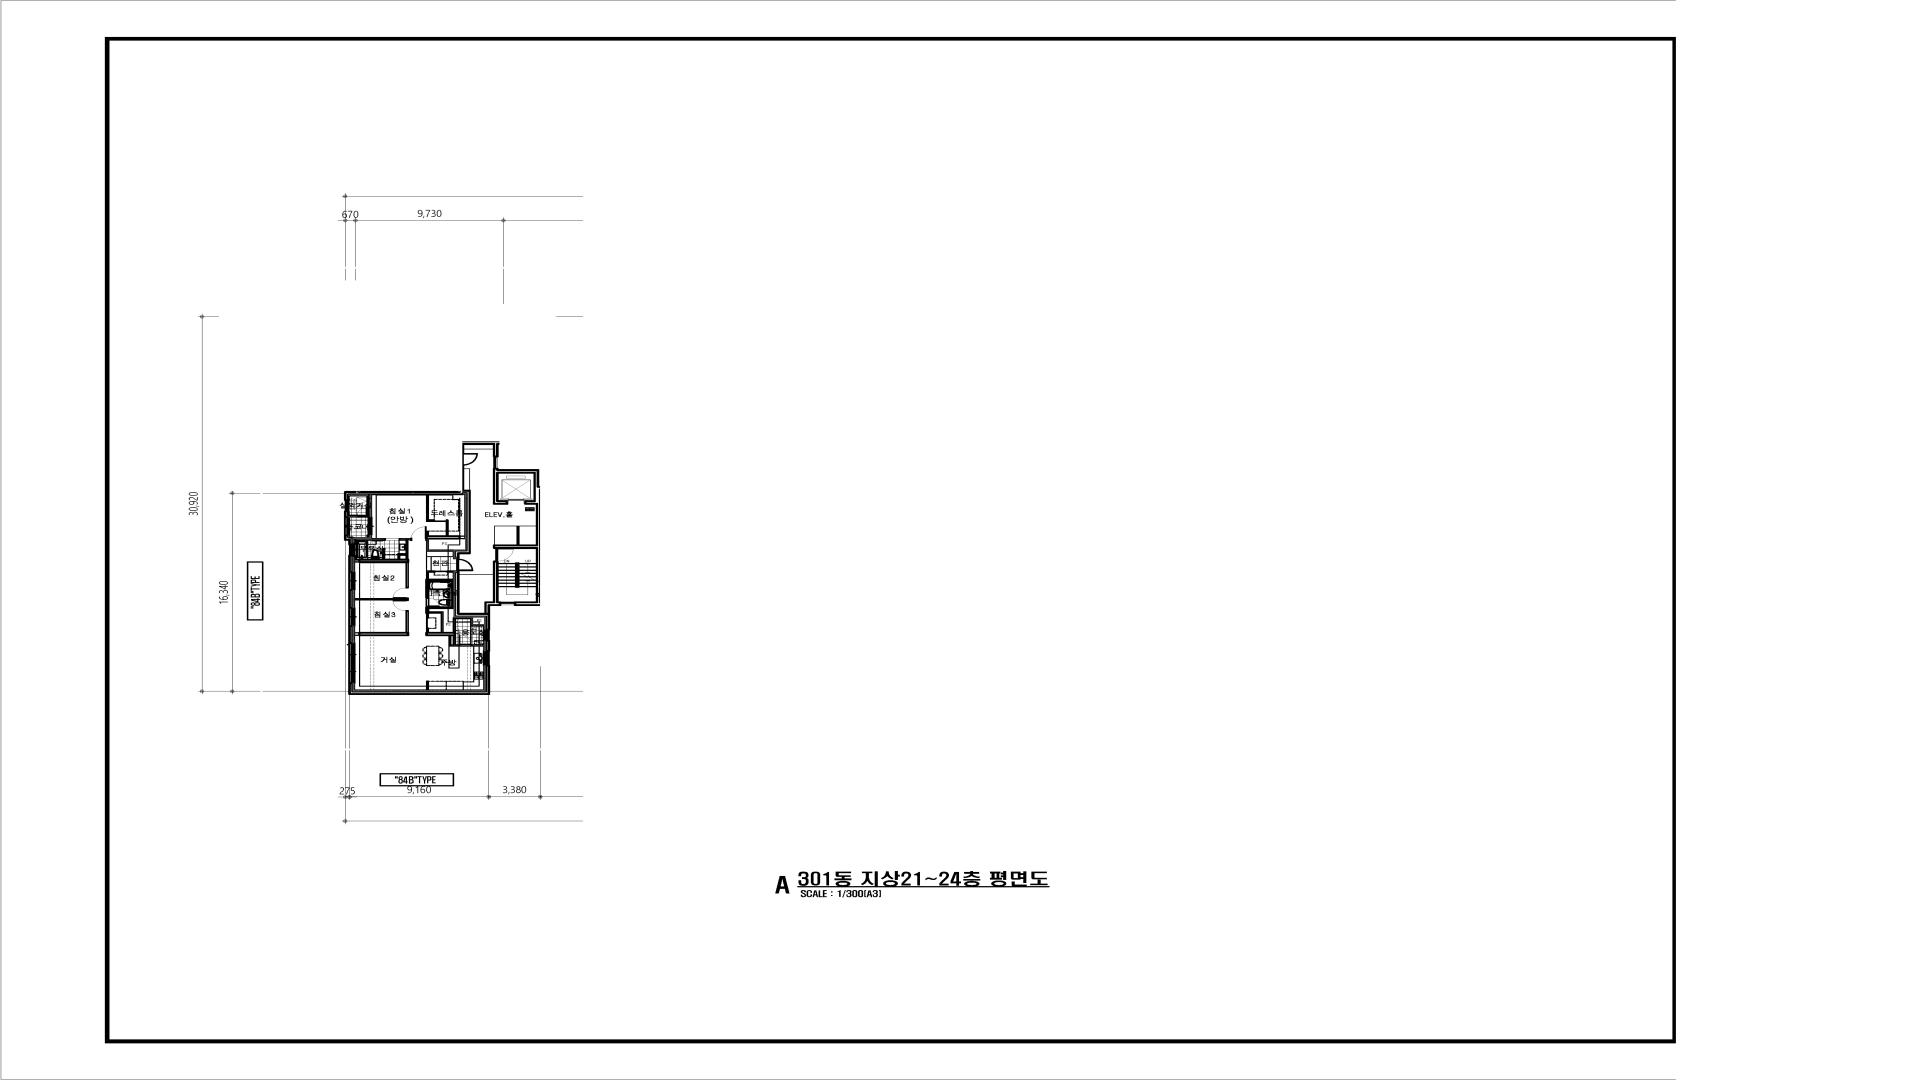 670
9,730
30,920
16,340
"84B"TYPE
침실1
(안방)
드레스룸
ELEV.홀
현관
침실2
침실3
거실
주방
"84B"TYPE
275
9,160
3,380
A
301동 지상21~24층 평면도
SCALE : 1/300[A3]